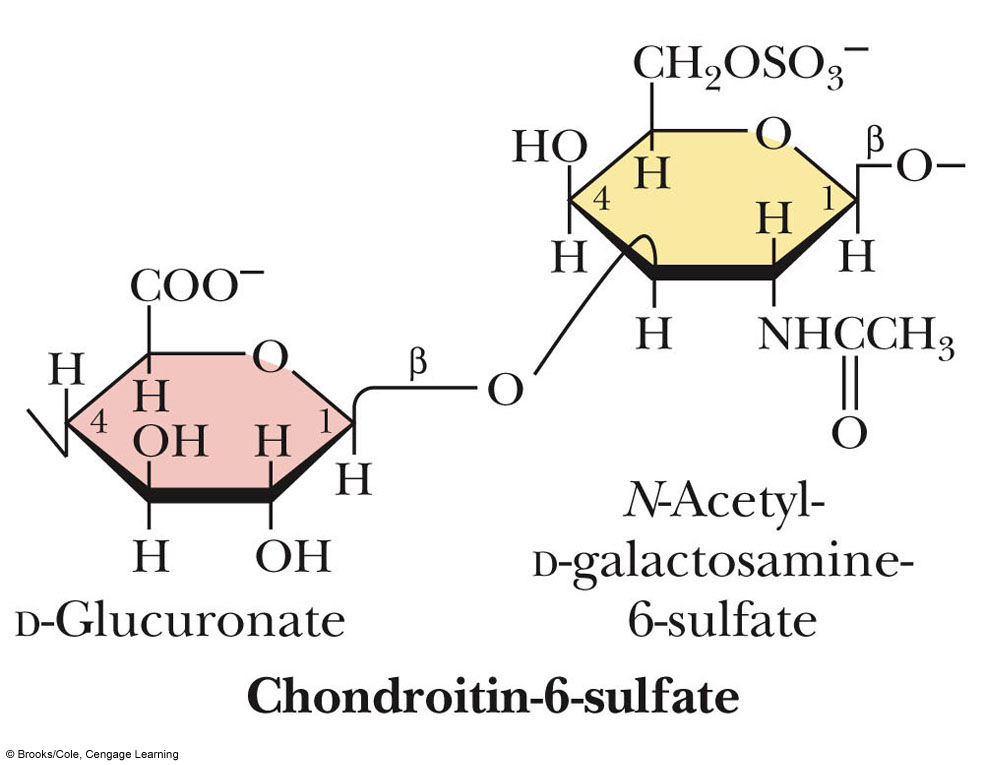 CH₂OSO₃⁻
HO
O
β
O
H
4
1
H
H
H
H
NHCCH₃
O
COO⁻
H
O
β
O
H
4
OH
H
1
H
H
OH
N-Acetyl-
D-galactosamine-
6-sulfate
D-Glucuronate
Chondroitin-6-sulfate
© Brooks/Cole, Cengage Learning